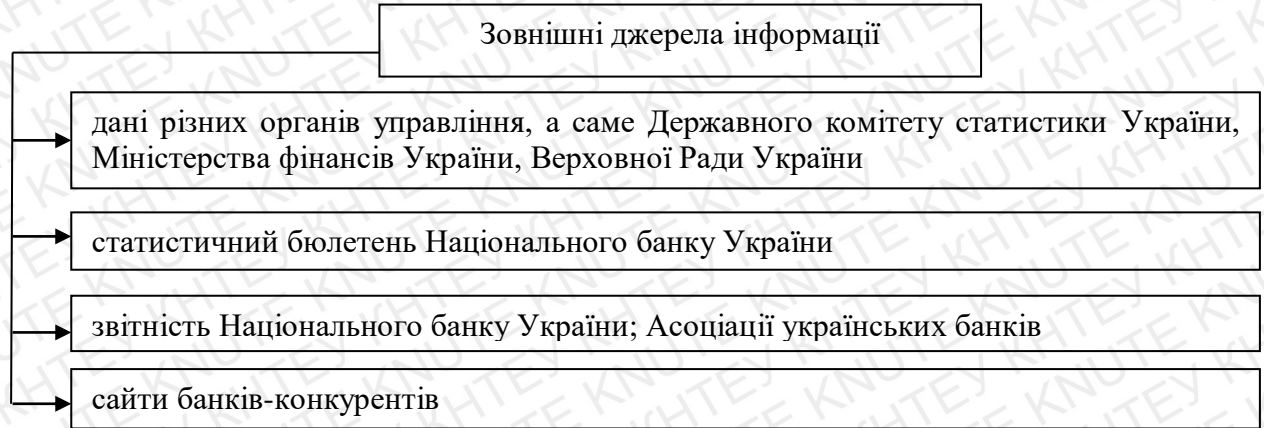 Зовнішні джерела інформації
дані різних органів управління, а саме Державного комітету статистики України,
Міністерства фінансів України, Верховної Ради України
статистичний бюлетень Національного банку України
звітність Національного банку України; Асоціації українських банків
сайти банків-конкурентів